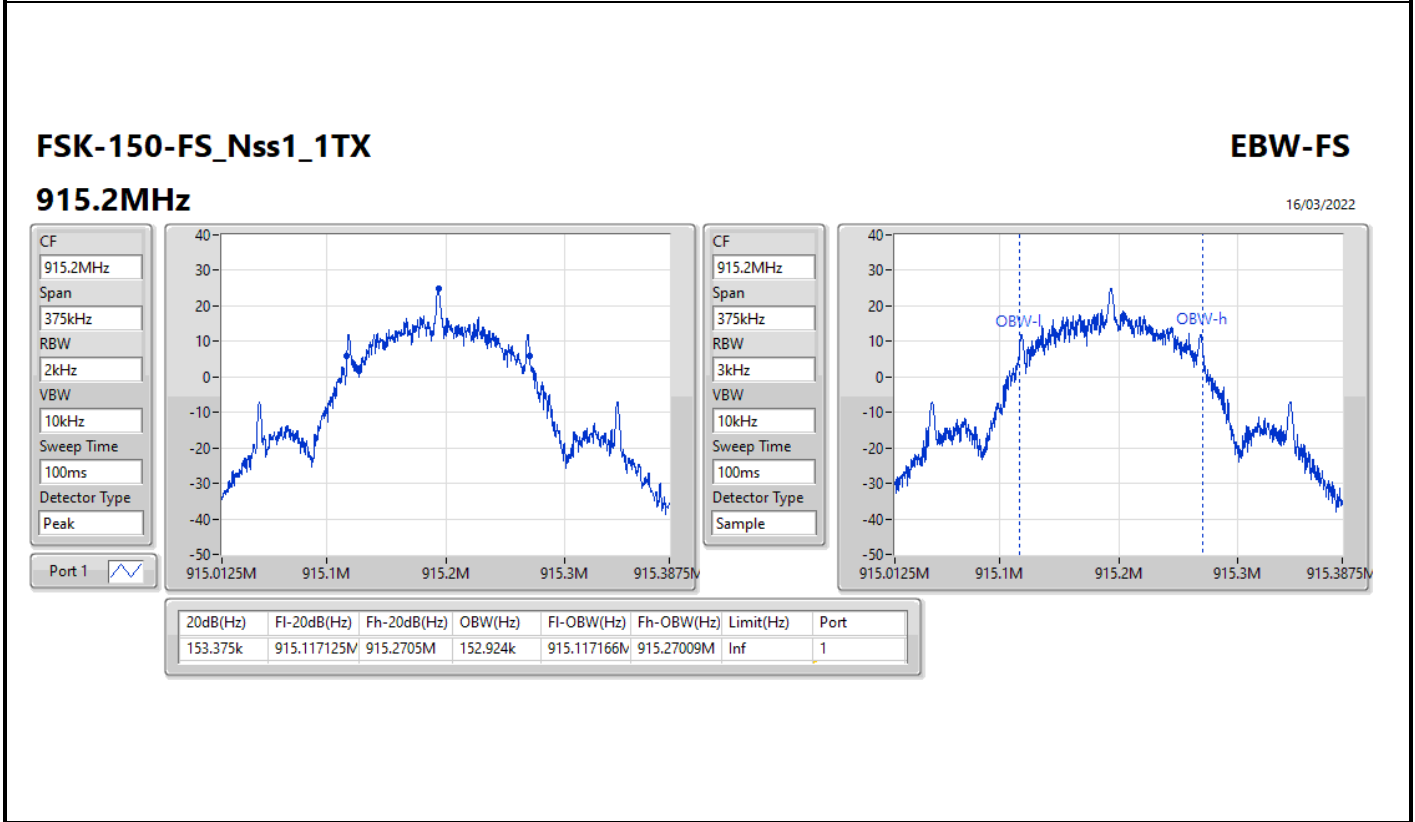 FSK-150-FS_Nss1_1TX
EBW-FS
915.2MHz
16/03/2022
CF
915.2MHz
Span
375kHz
RBW
2kHz
VBW
10kHz
Sweep Time
100ms
Detector Type
Peak
Port 1
40
30
20
10
0
-10
-20
-30
-40
-50
915.0125M 915.1M 915.2M 915.3M 915.3875M
CF
915.2MHz
Span
375kHz
RBW
3kHz
VBW
10kHz
Sweep Time
100ms
Detector Type
Sample
40
30
20
10
0
-10
-20
-30
-40
-50
OBW-l OBW-h
915.0125M 915.1M 915.2M 915.3M 915.3875M
20dB(Hz) Fl-20dB(Hz) Fh-20dB(Hz) OBW(Hz) Fl-OBW(Hz) Fh-OBW(Hz) Limit(Hz) Port
153.375k 915.117125M 915.2705M 152.924k 915.117166M 915.27009M Inf 1